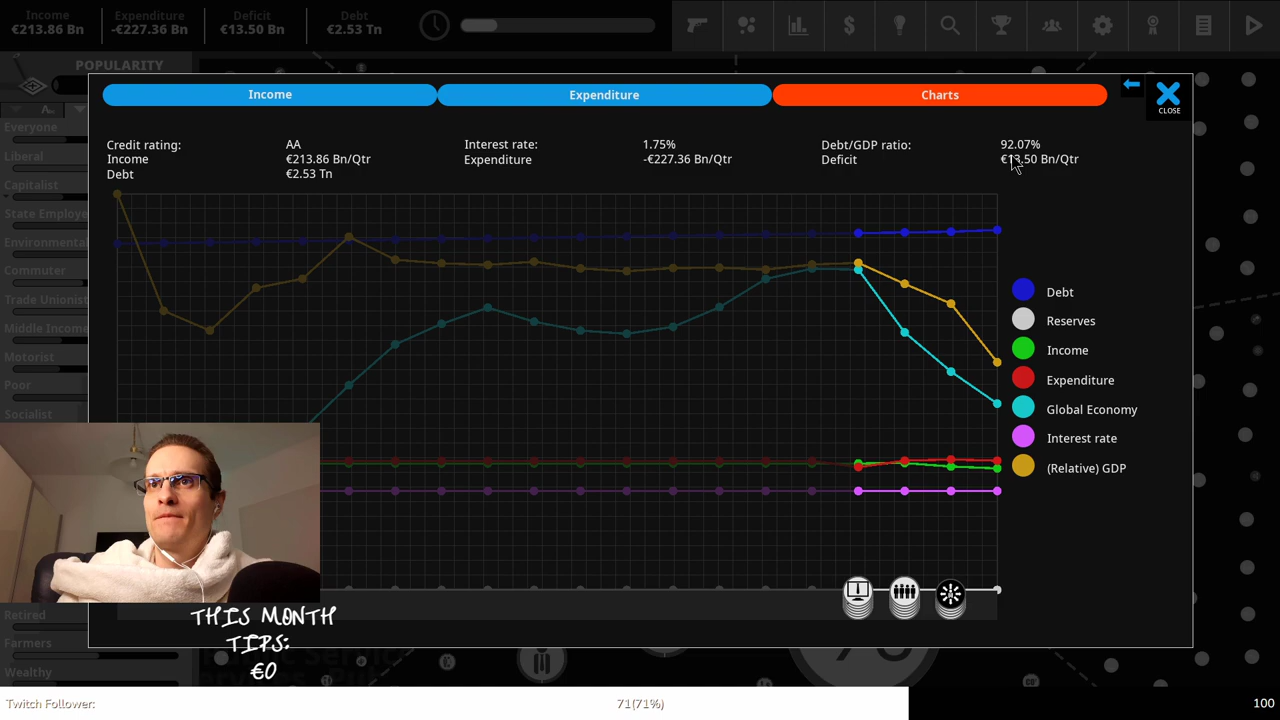 Income Expenditure Deficit Debt
€213.86 Bn -€227.36 Bn €13.50 Bn €2.53 Tn
POPULARITY
Everyone
Liberal
Capitalist
State Employe
Environmental
Commuter
Trade Unionist
Middle Income
Motorist
Poor
Socialist
Retired
Farmers
Wealthy
Income Expenditure Charts
CLOSE
Credit rating: AA Interest rate: 1.75% Debt/GDP ratio: 92.07%
Income €213.86 Bn/Qtr Expenditure -€227.36 Bn/Qtr Deficit €13.50 Bn/Qtr
Debt €2.53 Tn
Debt
Reserves
Income
Expenditure
Global Economy
Interest rate
(Relative) GDP
THIS MONTH
TIPS:
€0
Twitch Follower: 71(71%) 100